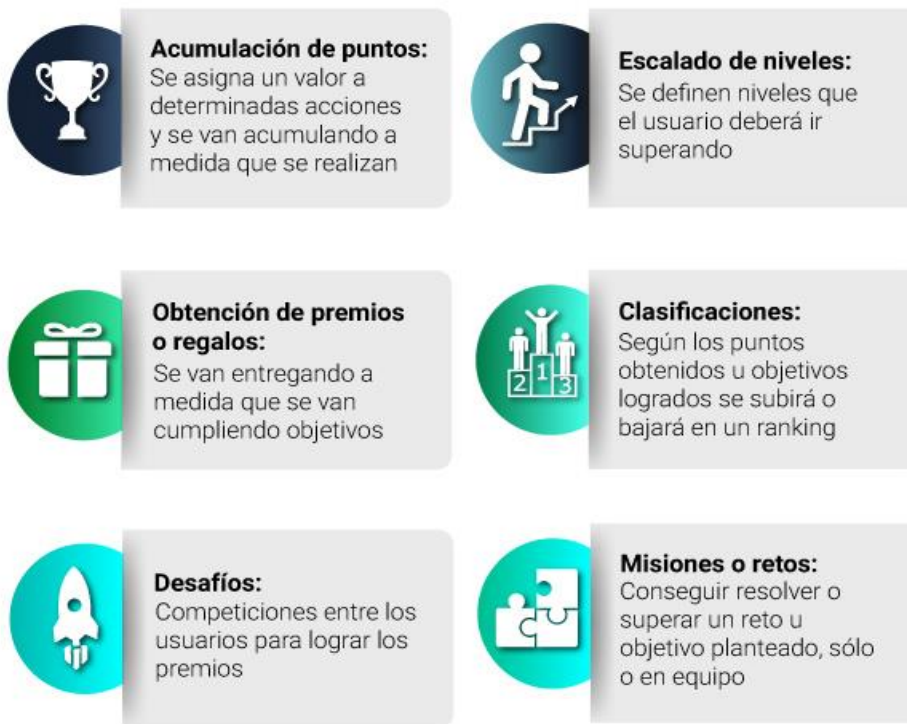 Acumulación de puntos:
Se asigna un valor a
determinadas acciones
y se van acumulando a
medida que se realizan
Escalado de niveles:
Se definen niveles que
el usuario deberá ir
superando
Obtención de premios
o regalos:
Se van entregando a
medida que se van
cumpliendo objetivos
2 1 3
Clasificaciones:
Según los puntos
obtenidos u objetivos
logrados se subirá o
bajará en un ranking
Desafíos:
Competiciones entre los
usuarios para lograr los
premios
Misiones o retos:
Conseguir resolver o
superar un reto u
objetivo planteado, sólo
o en equipo